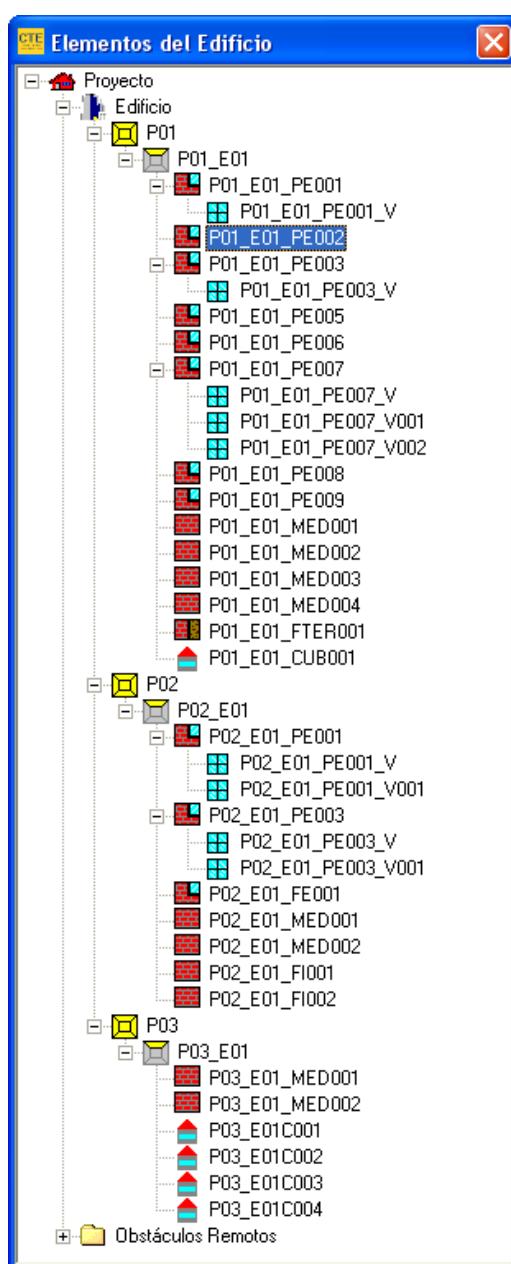 CTE Elementos del Edificio
Proyecto
Edificio
P01
P01_E01
P01_E01_PE001
P01_E01_PE001_V
P01_E01_PE002
P01_E01_PE003
P01_E01_PE003_V
P01_E01_PE005
P01_E01_PE006
P01_E01_PE007
P01_E01_PE007_V
P01_E01_PE007_V001
P01_E01_PE007_V002
P01_E01_PE008
P01_E01_PE009
P01_E01_MED001
P01_E01_MED002
P01_E01_MED003
P01_E01_MED004
P01_E01_FTER001
P01_E01_CUB001
P02
P02_E01
P02_E01_PE001
P02_E01_PE001_V
P02_E01_PE001_V001
P02_E01_PE003
P02_E01_PE003_V
P02_E01_PE003_V001
P02_E01_FE001
P02_E01_MED001
P02_E01_MED002
P02_E01_FI001
P02_E01_FI002
P03
P03_E01
P03_E01_MED001
P03_E01_MED002
P03_E01C001
P03_E01C002
P03_E01C003
P03_E01C004
Obstáculos Remotos